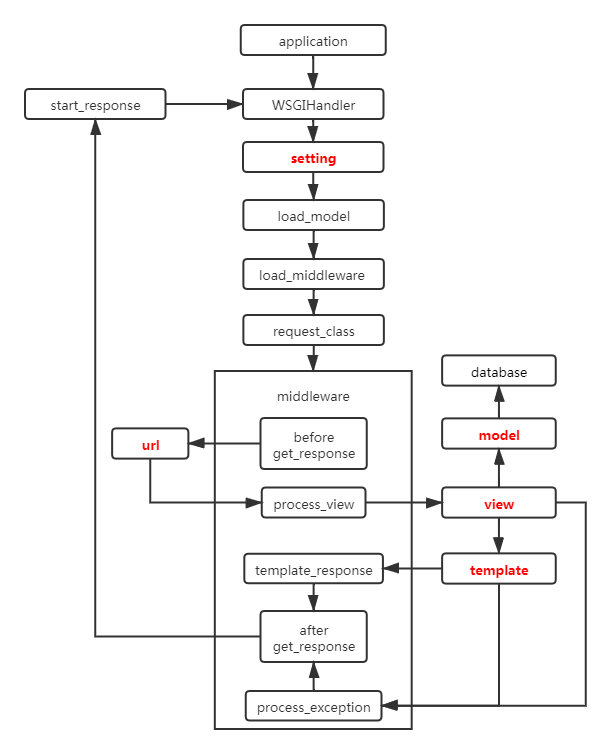 application
start_response
WSGIHandler
setting
load_model
load_middleware
request_class
middleware
database
before
get_response
url
model
process_view
view
template_response
template
after
get_response
process_exception